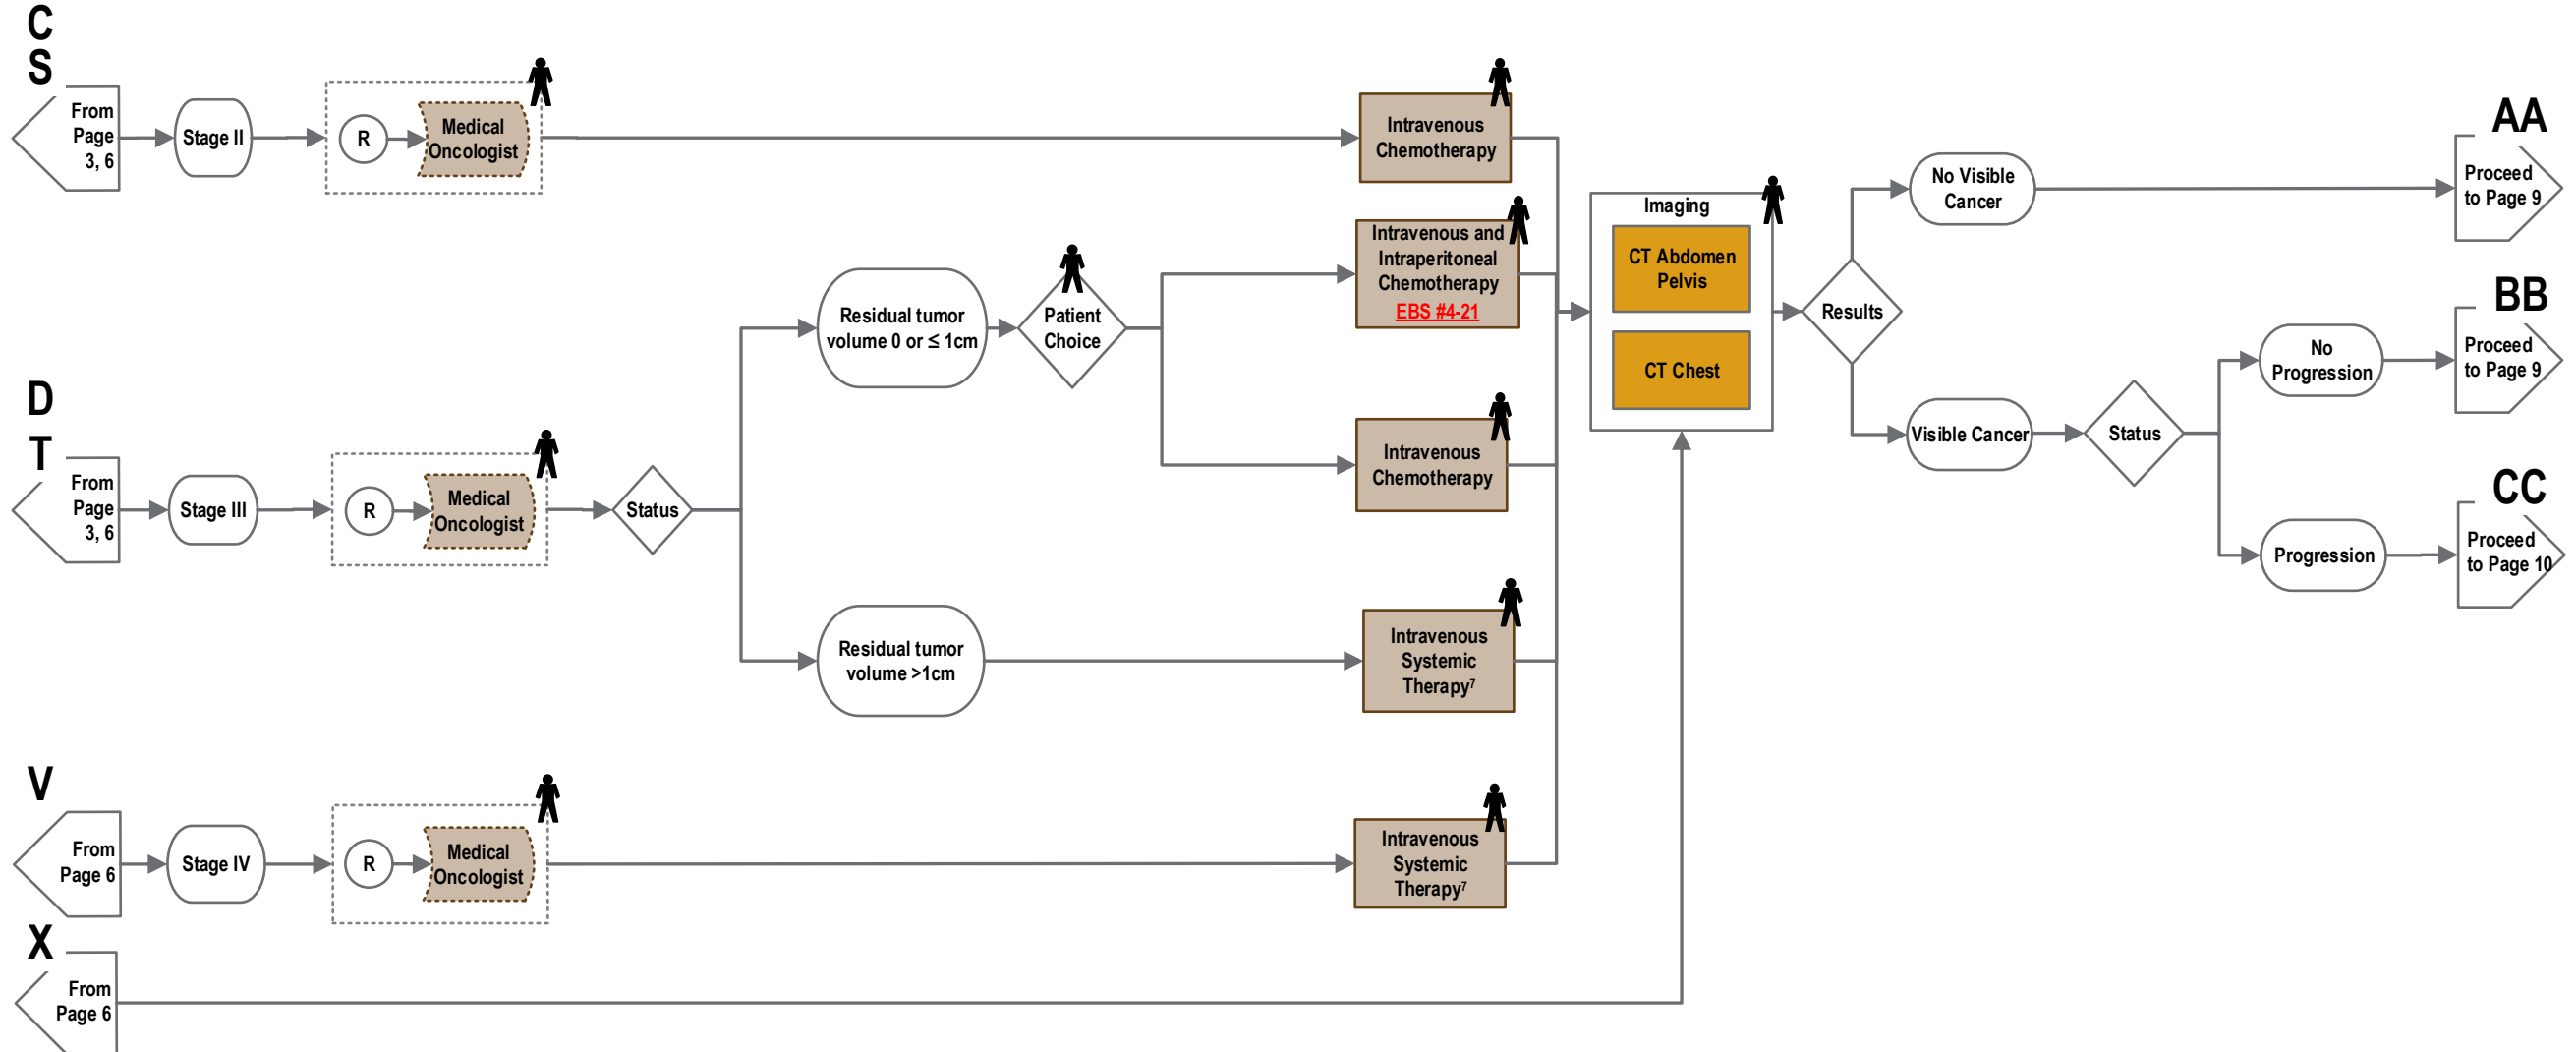 C
S
From
Page
3, 6
Stage II
R
Medical
Oncologist
Intravenous
Chemotherapy
D
T
From
Page
3, 6
Stage III
R
Medical
Oncologist
Status
Residual tumor
volume 0 or ≤ 1cm
Patient
Choice
Intravenous and
Intraperitoneal
Chemotherapy
EBS #4-21
Intravenous
Chemotherapy
Residual tumor
volume >1cm
Intravenous
Systemic
Therapy⁷
V
From
Page 6
Stage IV
R
Medical
Oncologist
Intravenous
Systemic
Therapy⁷
X
From
Page 6
Imaging
CT Abdomen
Pelvis
CT Chest
Results
No Visible
Cancer
AA
Proceed
to Page 9
Visible Cancer
Status
No
Progression
BB
Proceed
to Page 9
Progression
CC
Proceed
to Page 10